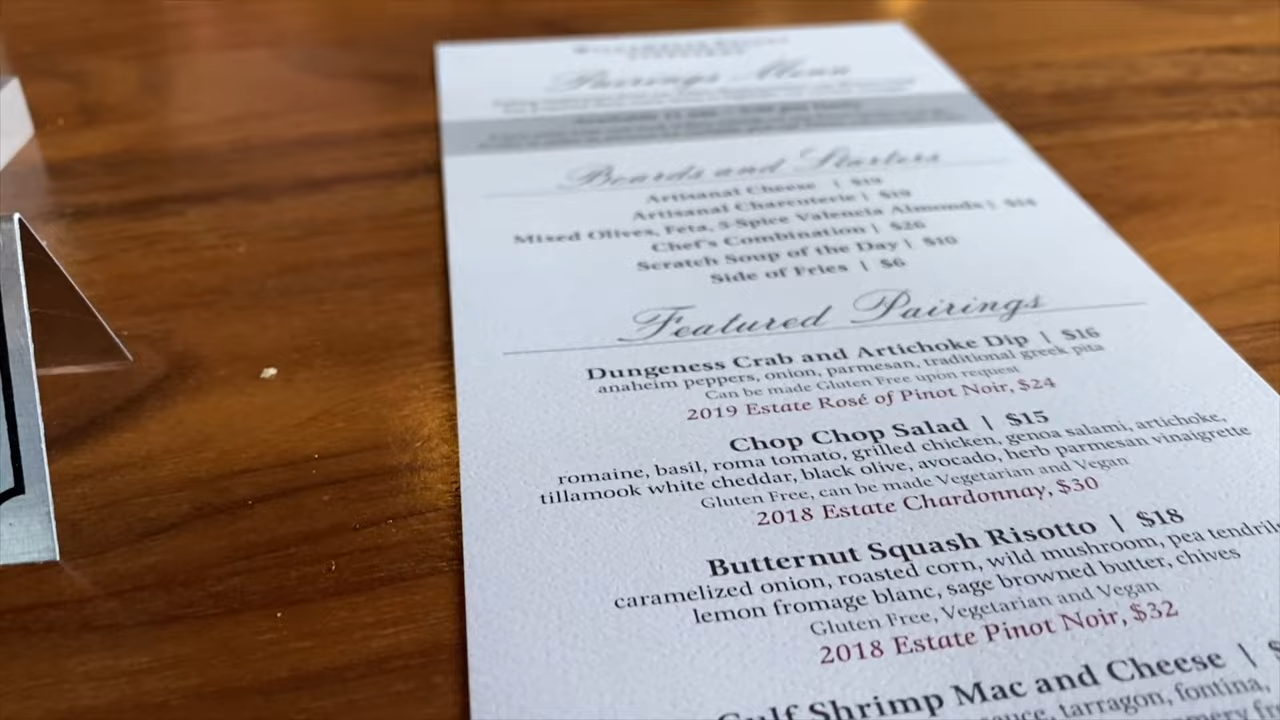 Pairings Menu
Boards and Starters
Artisanal Cheese | $19
Artisanal Charcuterie | $19
Mixed Olives, Feta, 5-Spice Valencia Almonds | $14
Chef's Combination | $26
Scratch Soup of the Day | $10
Side of Fries | $6
Featured Pairings
Dungeness Crab and Artichoke Dip | $16
anaheim peppers, onion, parmesan, traditional greek pita
Can be made Gluten Free upon request
2019 Estate Rosé of Pinot Noir, $24
Chop Chop Salad | $15
romaine, basil, roma tomato, grilled chicken, genoa salami, artichoke,
tillamook white cheddar, black olive, avocado, herb parmesan vinaigrette
Gluten Free, can be made Vegetarian and Vegan
2018 Estate Chardonnay, $30
Butternut Squash Risotto | $18
caramelized onion, roasted corn, wild mushroom, pea tendril
lemon fromage blanc, sage browned butter, chives
Gluten Free, Vegetarian and Vegan
2018 Estate Pinot Noir, $32
Gulf Shrimp Mac and Cheese | $
tarragon, fontina,